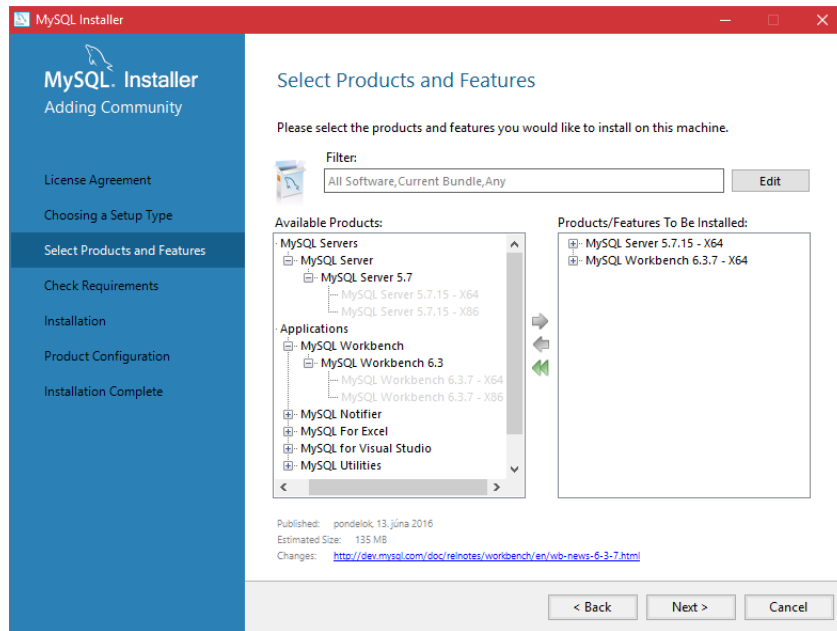 MySQL Installer
MySQL. Installer
Adding Community
License Agreement
Choosing a Setup Type
Select Products and Features
Check Requirements
Installation
Product Configuration
Installation Complete
Select Products and Features
Please select the products and features you would like to install on this machine.
Filter:
All Software,Current Bundle,Any
Edit
Available Products:
MySQL Servers
MySQL Server
MySQL Server 5.7
MySQL Server 5.7.15 - X64
MySQL Server 5.7.15 - X86
Applications
MySQL Workbench
MySQL Workbench 6.3
MySQL Workbench 6.3.7 - X64
MySQL Workbench 6.3.7 - X86
MySQL Notifier
MySQL For Excel
MySQL for Visual Studio
MySQL Utilities
Products/Features To Be Installed:
MySQL Server 5.7.15 - X64
MySQL Workbench 6.3.7 - X64
Published: pondelok, 13. júna 2016
Estimated Size: 135 MB
Changes: http://dev.mysql.com/doc/relnotes/workbench/en/wb-news-6-3-7.html
< Back
Next >
Cancel